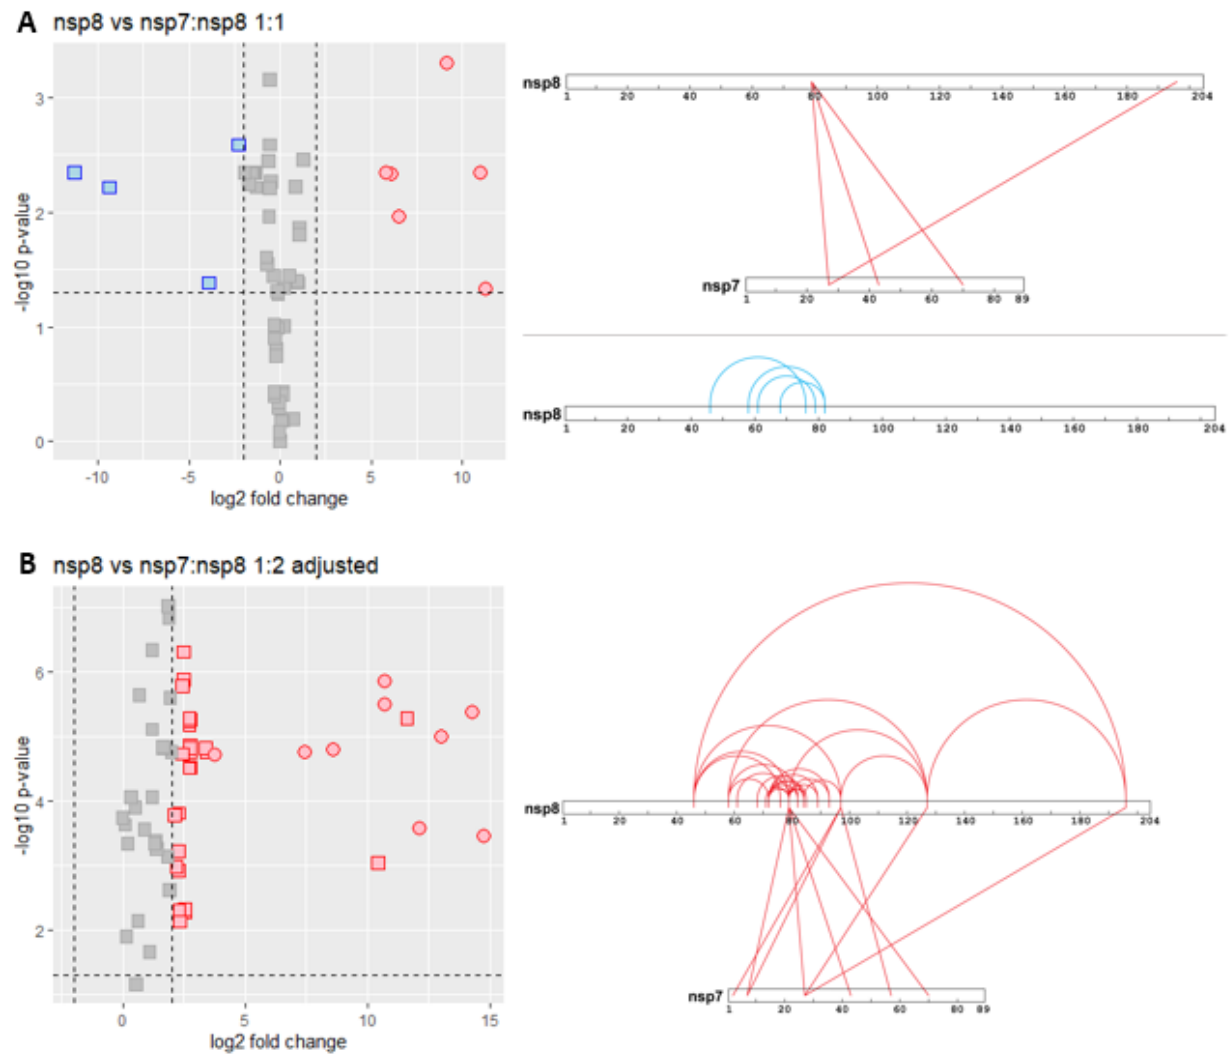 A nsp8 vs nsp7:nsp8 1:1
3
2
1
0
-log10 p-value
-10 -5 0 5 10
log2 fold change
nsp8
1 20 40 60 80 100 120 140 160 180 204
nsp7
1 20 40 60 80 89
nsp8
1 20 40 60 80 100 120 140 160 180 204
B nsp8 vs nsp7:nsp8 1:2 adjusted
6
4
2
-log10 p-value
0 5 10 15
log2 fold change
nsp8
1 20 40 60 80 100 120 140 160 180 204
nsp7
1 20 40 60 80 89